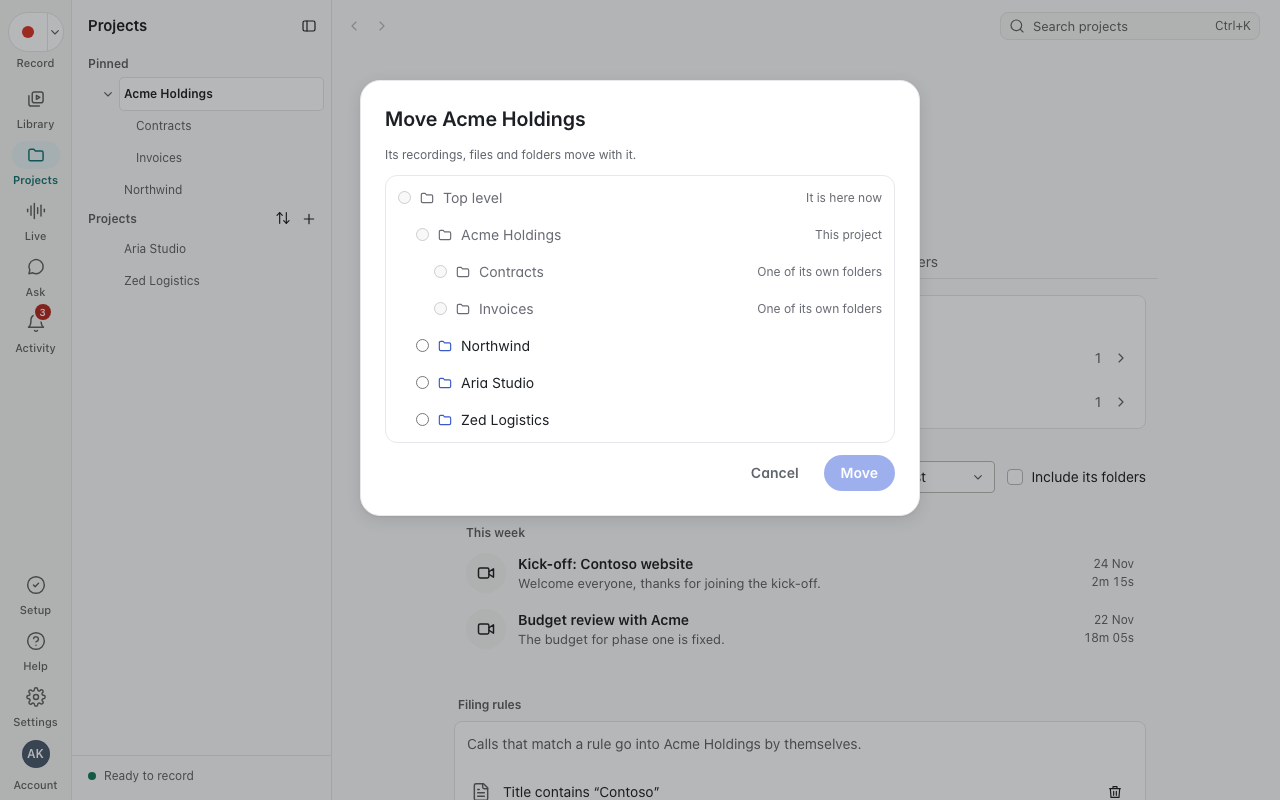 Record
Library
Projects
Live
Ask
3
Activity
Setup
Help
Settings
AK
Account
Projects
Pinned
Acme Holdings
Contracts
Invoices
Northwind
Projects
Aria Studio
Zed Logistics
Ready to record
Search projects
Ctrl+K
Move Acme Holdings
Its recordings, files and folders move with it.
Top level
It is here now
Acme Holdings
This project
Contracts
One of its own folders
Invoices
One of its own folders
Northwind
Aria Studio
Zed Logistics
Cancel
Move
1
1
Include its folders
This week
Kick-off: Contoso website
24 Nov
Welcome everyone, thanks for joining the kick-off.
2m 15s
Budget review with Acme
22 Nov
The budget for phase one is fixed.
18m 05s
Filing rules
Calls that match a rule go into Acme Holdings by themselves.
Title contains “Contoso”